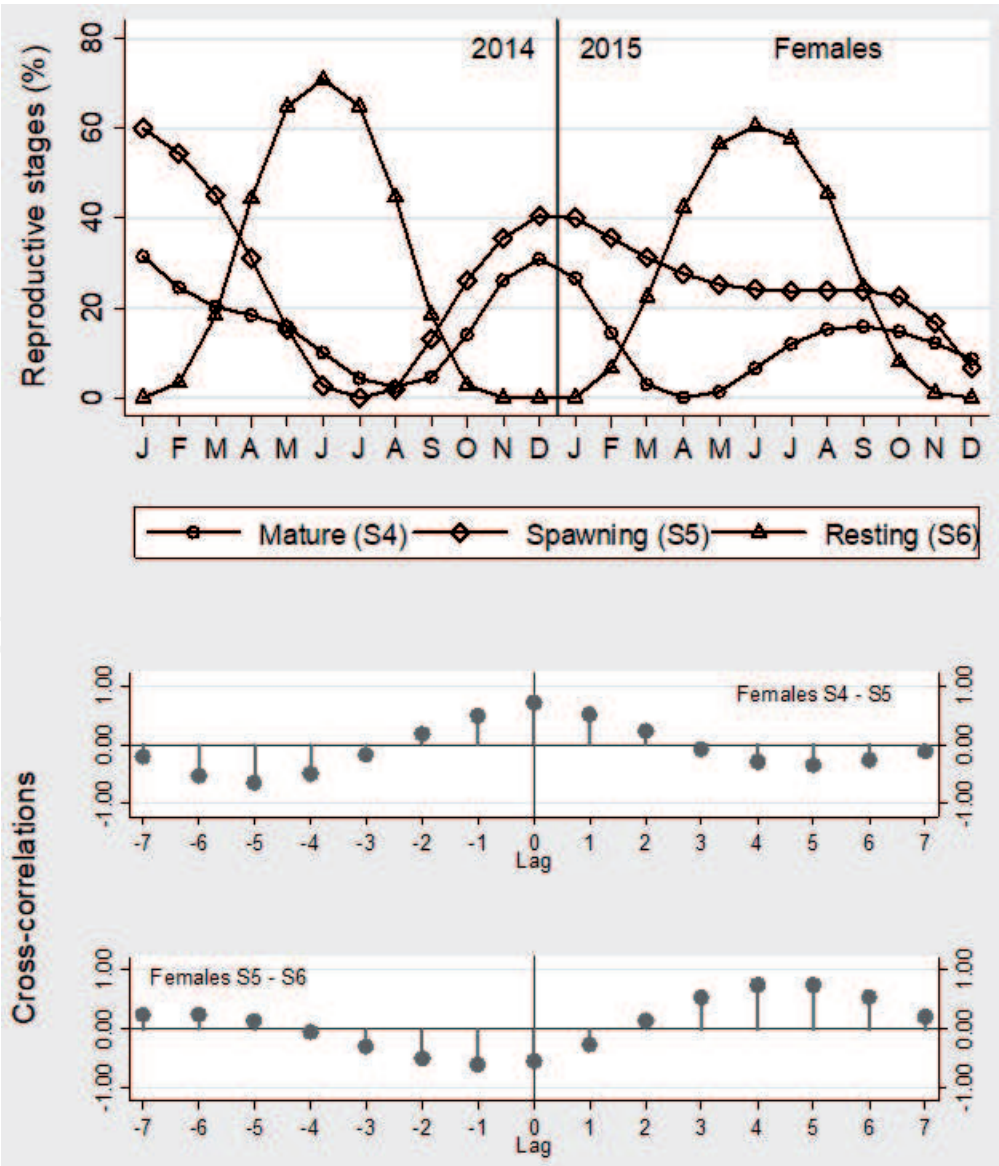 Reproductive stages (%)
80
60
40
20
0
2014
2015
Females
J F M A M J J A S O N D J F M A M J J A S O N D
Mature (S4) Spawning (S5) Resting (S6)
Cross-correlations
Females S4 - S5
1.00
0.00
-1.00
1.00
0.00
-1.00
-7 -6 -5 -4 -3 -2 -1 0 1 2 3 4 5 6 7
Lag
Females S5 - S6
1.00
0.00
-1.00
1.00
0.00
-1.00
-7 -6 -5 -4 -3 -2 -1 0 1 2 3 4 5 6 7
Lag